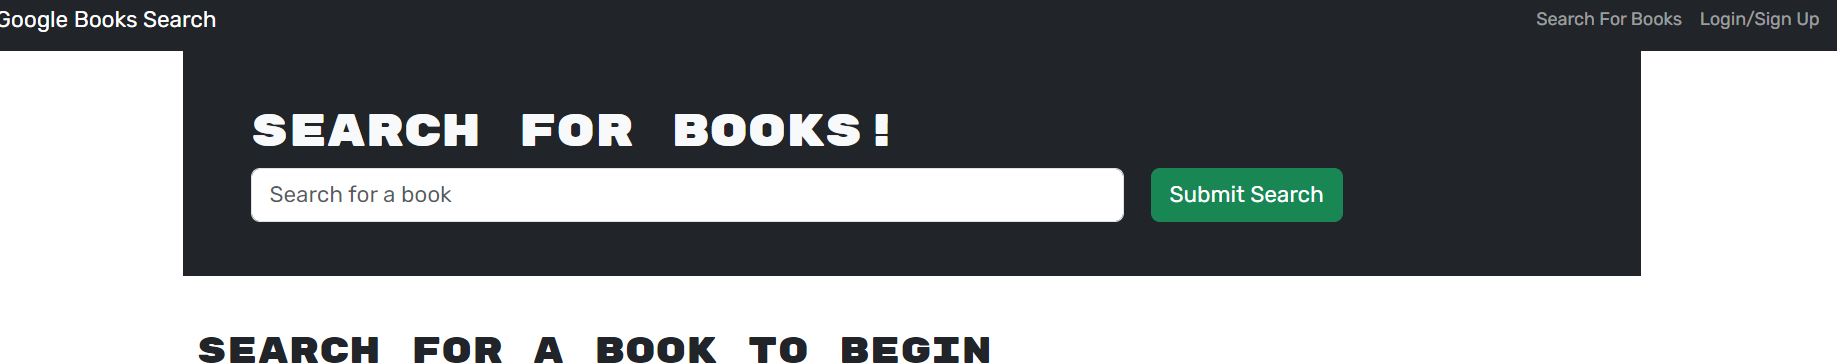 Google Books Search
Search For Books Login/Sign Up
SEARCH FOR BOOKS!
Search for a book
Submit Search
SEARCH FOR A BOOK TO BEGIN